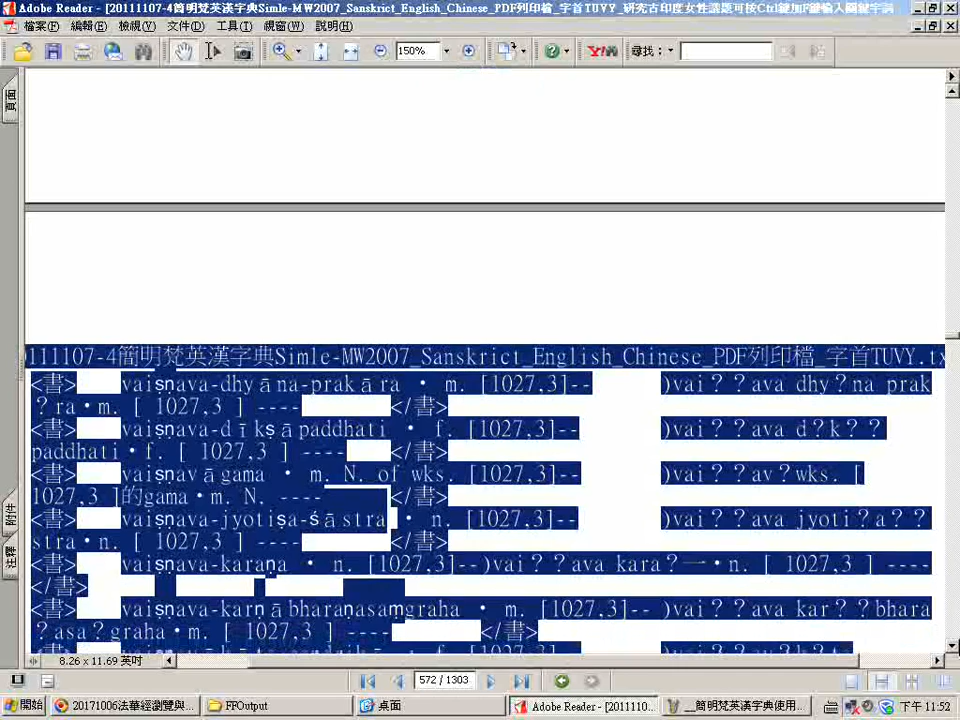 Adobe Reader - [20111107-4簡明梵英漢字典Simle-MW2007_Sanskrict_English_Chinese_PDF列印檔_字首TUVY_研究古印度女性議題可按Ctrl鍵加F鍵輸入關鍵字
檔案(F) 編輯(E) 檢視(V) 文件(D) 工具(T) 視窗(W) 說明(H)
150% Y! 尋找:
頁面
0111107-4簡明梵英漢字典Simle-MW2007_Sanskrict_English_Chinese_PDF列印檔_字首TUVY.tx
<書> vaiṣṇava-dhyāna-prakāra • m. [1027,3]-- )vai??ava dhy?na prak
?ra•m. [ 1027,3 ] ---- </書>
<書> vaiṣṇava-dīkṣāpaddhati • f. [1027,3]-- )vai??ava d?k??
paddhati•f. [ 1027,3 ] ---- </書>
<書> vaiṣṇavāgama • m. N. of wks. [1027,3]-- )vai??av?wks. [
1027,3 ]的gama•m. N. ---- </書>
<書> vaiṣṇava-jyotiṣa-śāstra • n. [1027,3]-- )vai??ava jyoti?a??
stra•n. [ 1027,3 ] ---- </書>
<書> vaiṣṇava-karaṇa • n. [1027,3]--)vai??ava kara?一•n. [ 1027,3 ] ----
</書>
<書> vaiṣṇava-karṇābharaṇasaṃgraha • m. [1027,3]-- )vai??ava kar??bhara
?asa?graha•m. [ 1027,3 ] ---- </書>
附件
注釋
8.26 x 11.69 英吋
572 / 1303
開始 20171006法華經瀏覽與... FFOutput 桌面 Adobe Reader - [201110... __簡明梵英漢字典使用... 下午 11:52